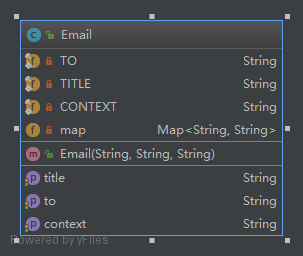 Email
TO String
TITLE String
CONTEXT String
map Map<String, String>
Email(String, String, String)
title String
to String
context String
Powered by yFiles